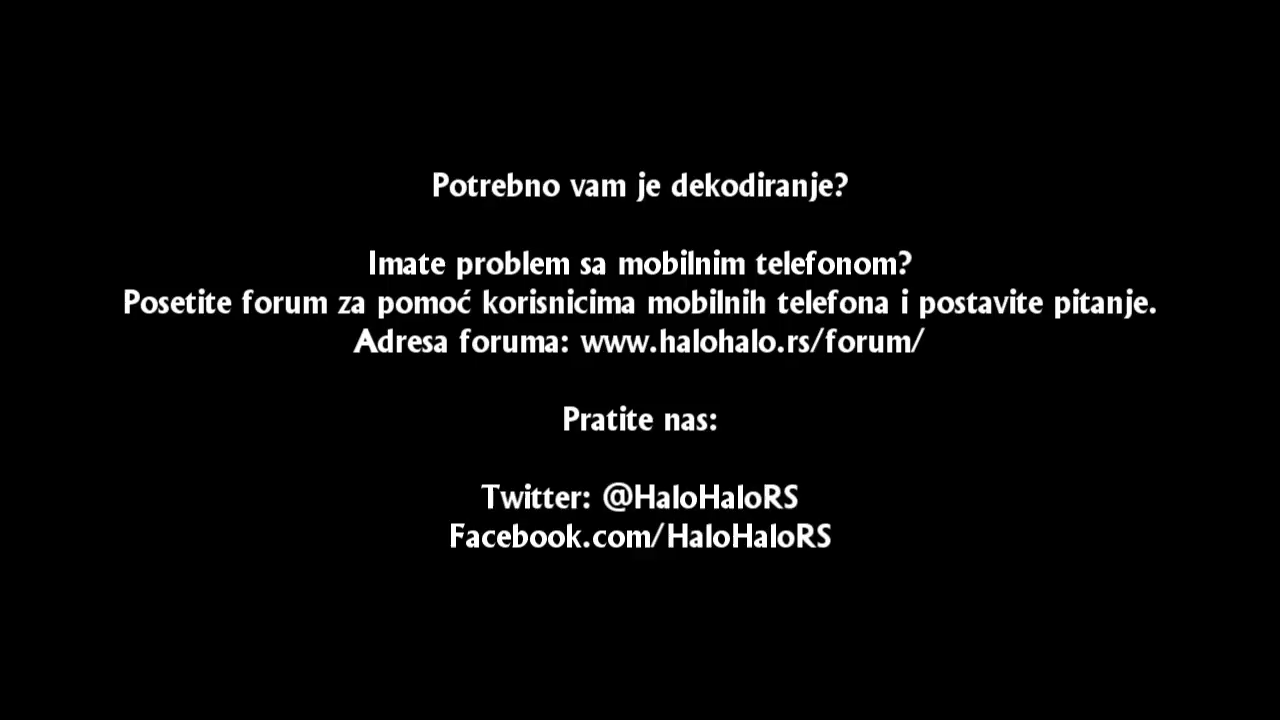 Potrebno vam je dekodiranje?
Imate problem sa mobilnim telefonom?
Posetite forum za pomoć korisnicima mobilnih telefona i postavite pitanje.
Adresa foruma: www.halohalo.rs/forum/
Pratite nas:
Twitter: @HaloHaloRS
Facebook.com/HaloHaloRS